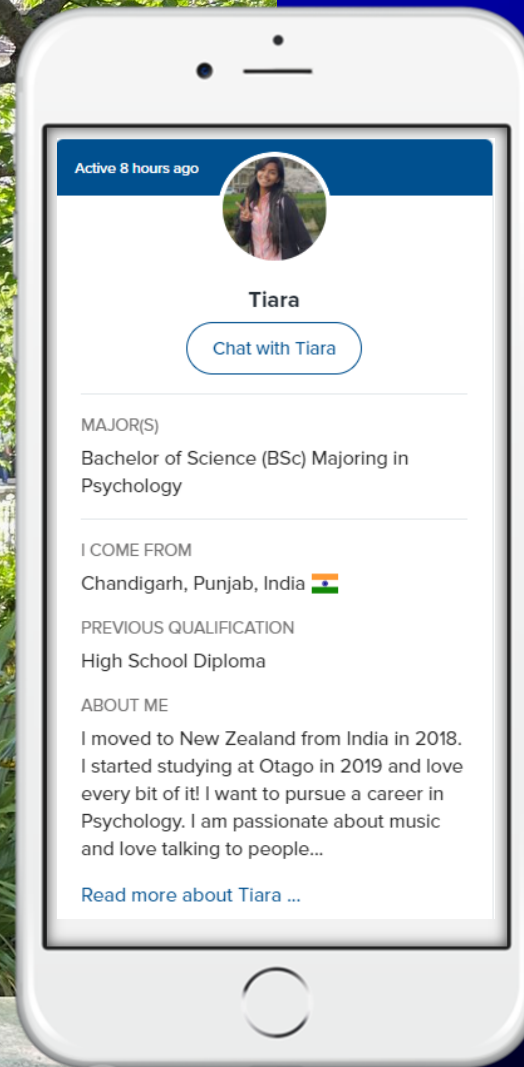 Active 8 hours ago
Tiara
Chat with Tiara
MAJOR(S)
Bachelor of Science (BSc) Majoring in
Psychology
I COME FROM
Chandigarh, Punjab, India
PREVIOUS QUALIFICATION
High School Diploma
ABOUT ME
I moved to New Zealand from India in 2018.
I started studying at Otago in 2019 and love
every bit of it! I want to pursue a career in
Psychology. I am passionate about music
and love talking to people...
Read more about Tiara ...